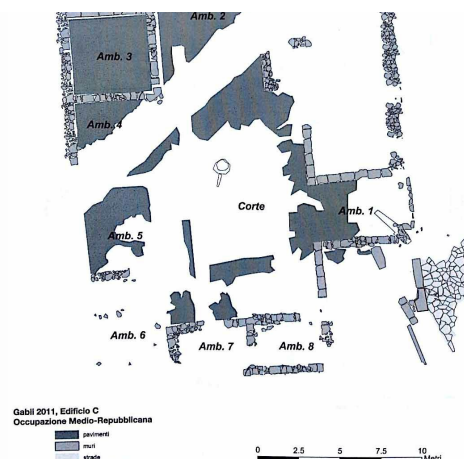 Amb. 2
Amb. 3
Amb. 4
Corte
Amb. 1
Amb. 5
Amb. 6
Amb. 7
Amb. 8
Gabii 2011, Edificio C
Occupazione Medio-Repubblicana
pavimenti
muri
strade
0 2.5 5 7.5 10
Metri